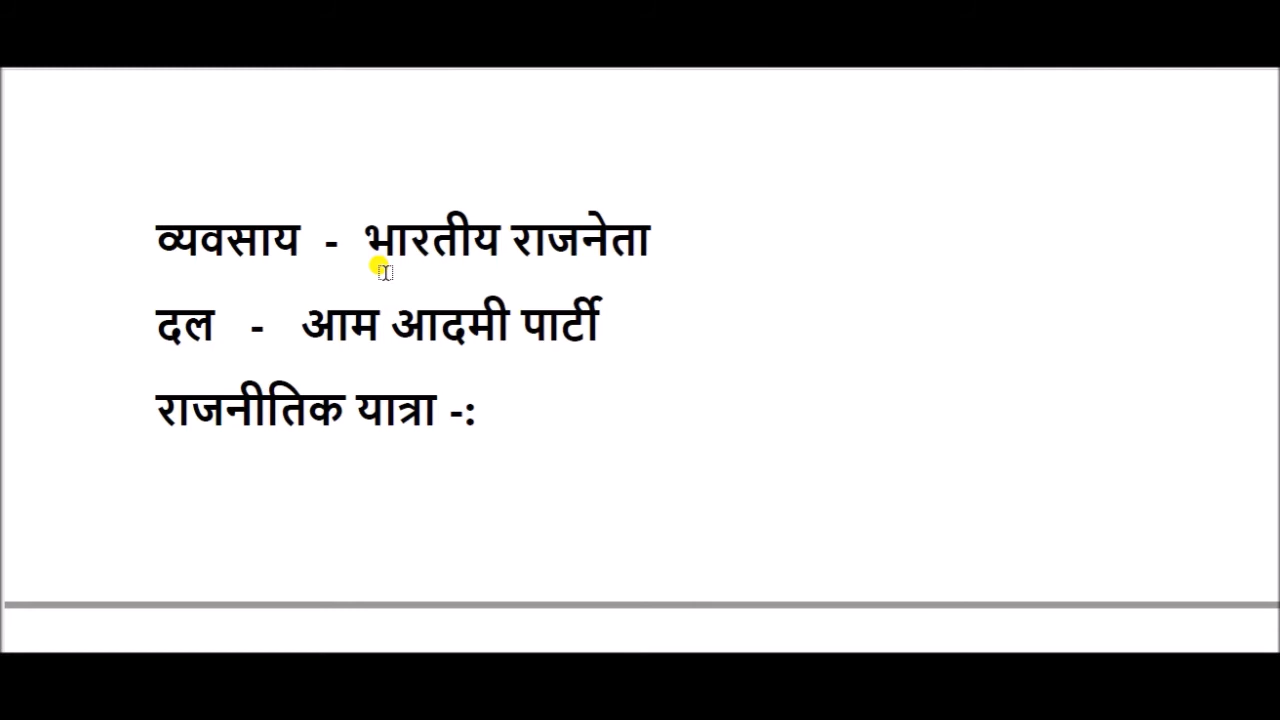 व्यवसाय - भारतीय राजनेता
दल - आम आदमी पार्टी
राजनीतिक यात्रा -: